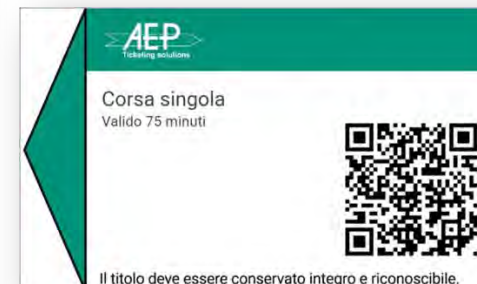 AEP
Ticketing solutions
Corsa singola
Valido 75 minuti
Il titolo deve essere conservato integro e riconoscibile.